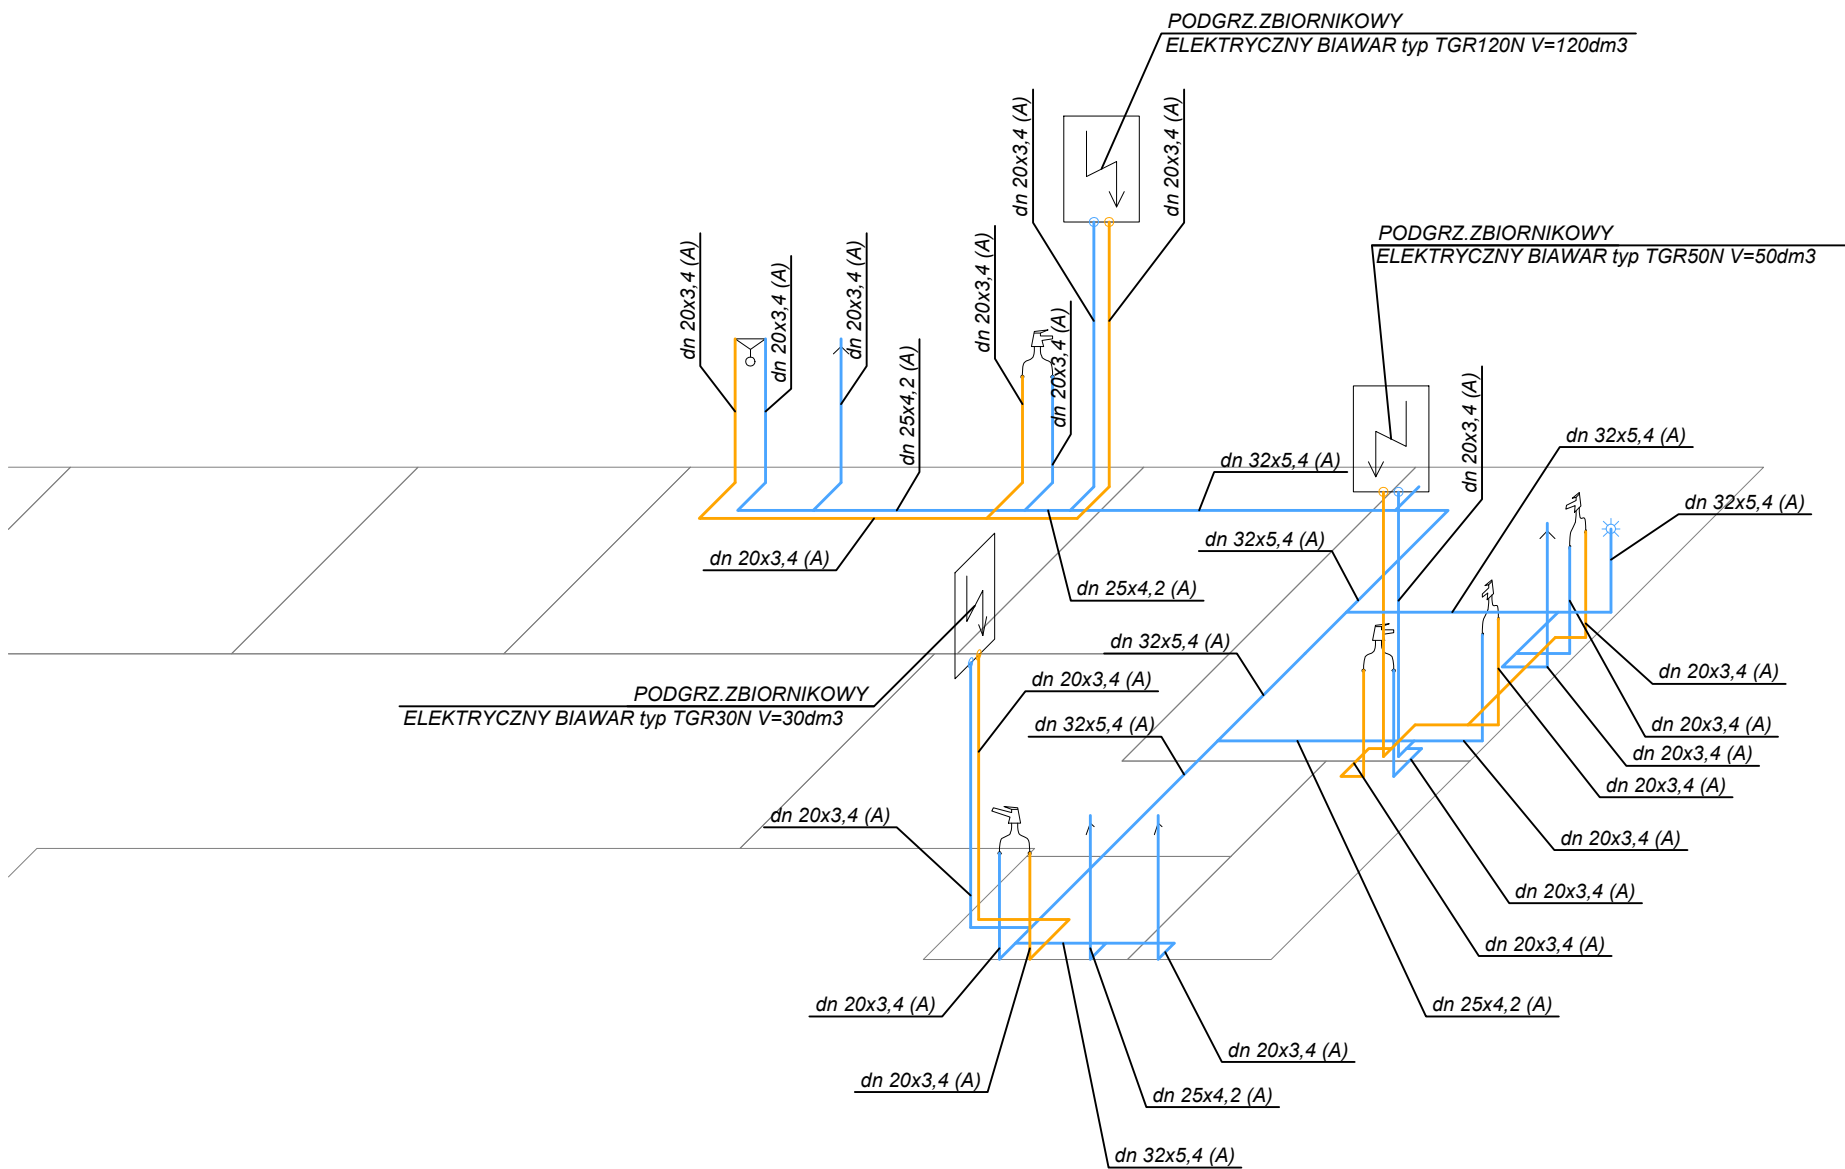 PODGRZ.ZBIORNIKOWY
ELEKTRYCZNY BIAWAR typ TGR120N V=120dm3
dn 20x3,4 (A)
dn 20x3,4 (A)
PODGRZ.ZBIORNIKOWY
ELEKTRYCZNY BIAWAR typ TGR50N V=50dm3
dn 20x3,4 (A)
dn 20x3,4 (A)
dn 20x3,4 (A)
dn 25x4,2 (A)
dn 20x3,4 (A)
dn 20x3,4 (A)
dn 20x3,4 (A)
dn 32x5,4 (A)
dn 32x5,4 (A)
dn 32x5,4 (A)
dn 32x5,4 (A)
dn 20x3,4 (A)
dn 25x4,2 (A)
dn 32x5,4 (A)
dn 20x3,4 (A)
dn 20x3,4 (A)
PODGRZ.ZBIORNIKOWY
ELEKTRYCZNY BIAWAR typ TGR30N V=30dm3
dn 32x5,4 (A)
dn 20x3,4 (A)
dn 20x3,4 (A)
dn 20x3,4 (A)
dn 20x3,4 (A)
dn 20x3,4 (A)
dn 20x3,4 (A)
dn 20x3,4 (A)
dn 20x3,4 (A)
dn 25x4,2 (A)
dn 20x3,4 (A)
dn 20x3,4 (A)
dn 25x4,2 (A)
dn 32x5,4 (A)